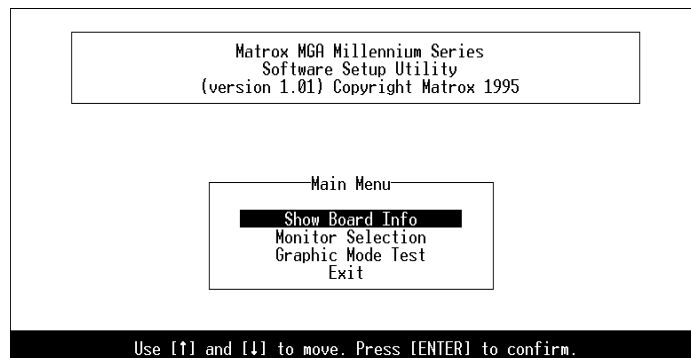 Matrox MGA Millennium Series
Software Setup Utility
(version 1.01) Copyright Matrox 1995
Main Menu
Show Board Info
Monitor Selection
Graphic Mode Test
Exit
Use [↑] and [↓] to move. Press [ENTER] to confirm.